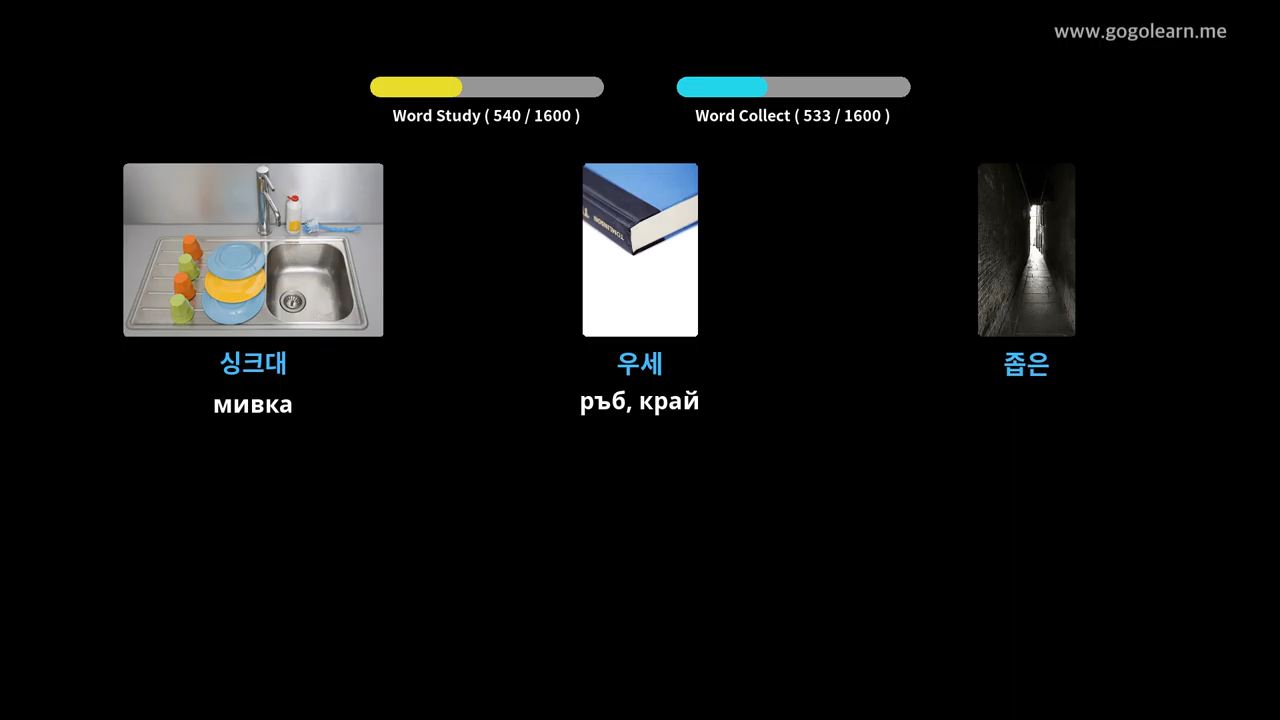 www.gogolearn.me
Word Study ( 540 / 1600 )
Word Collect ( 533 / 1600 )
TOMLINSON
싱크대
우세
좁은
мивка
ръб, край